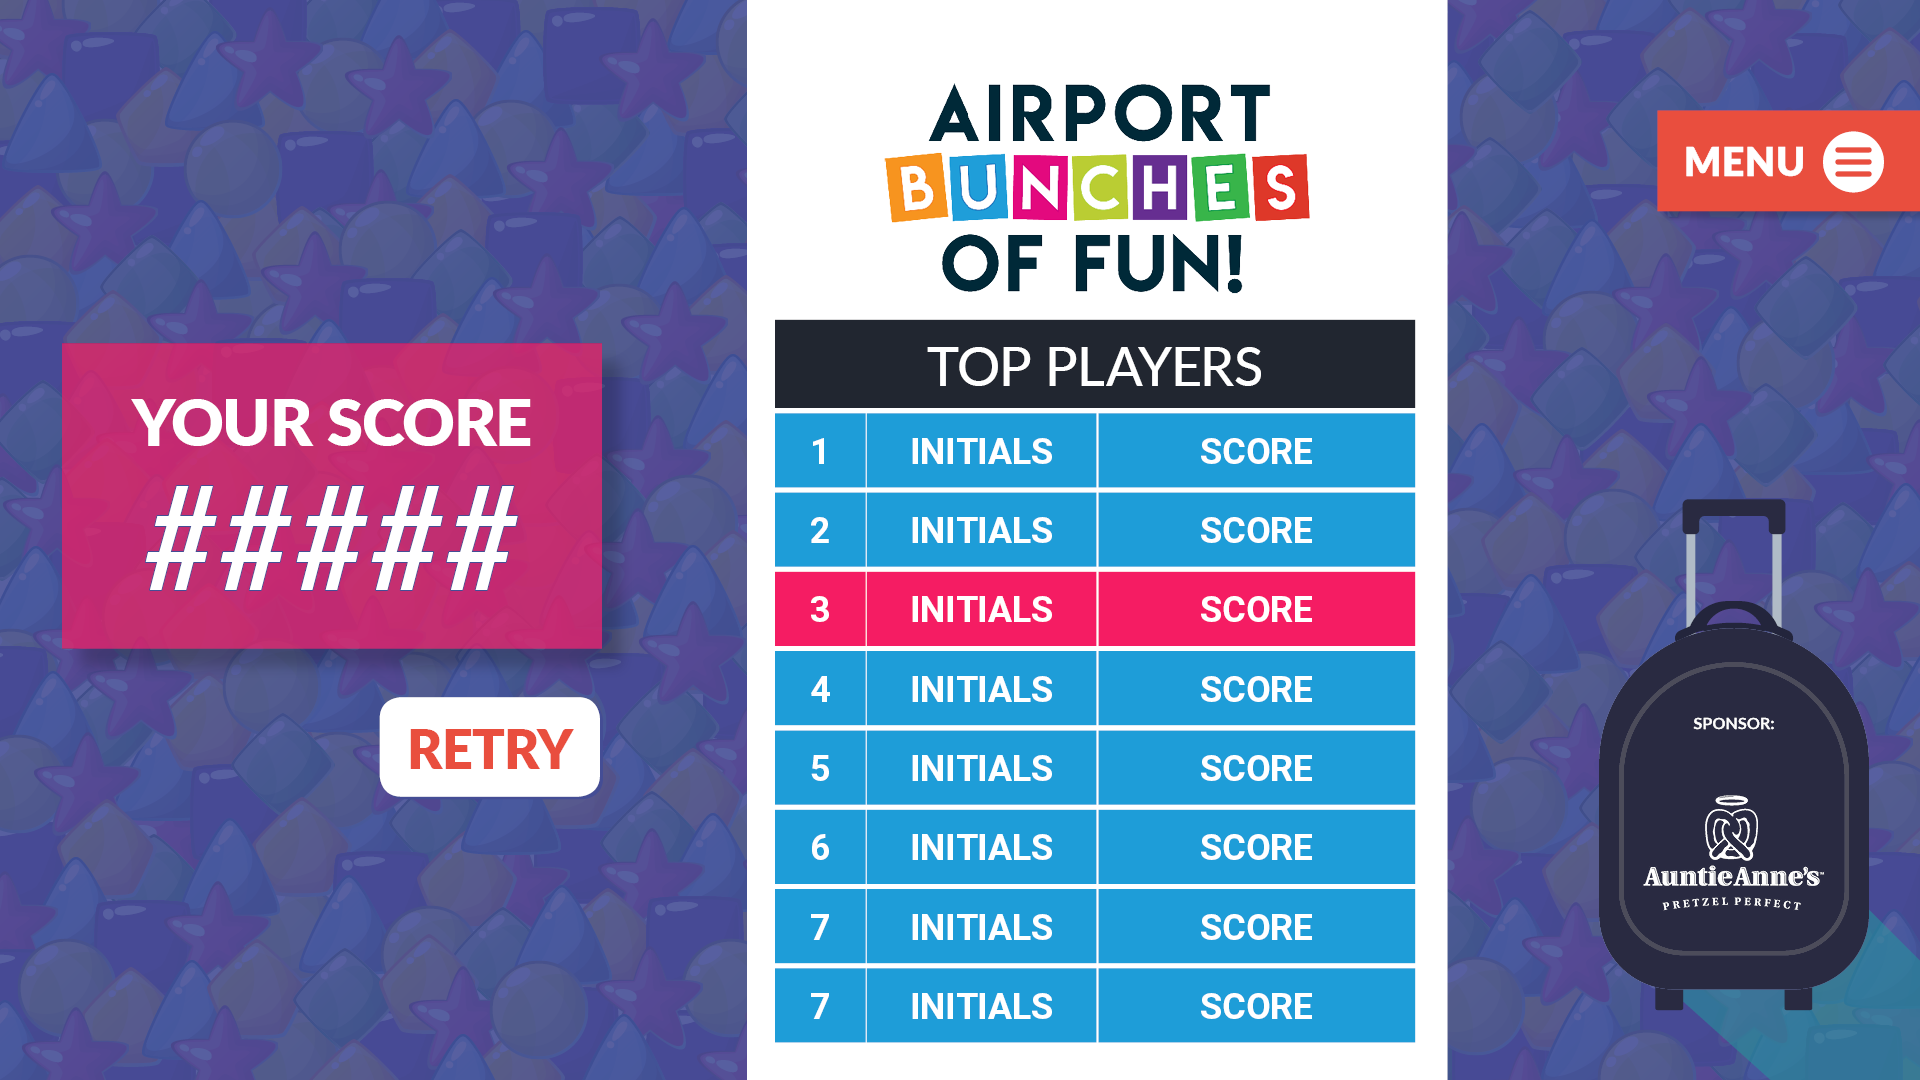 AIRPORT
BUNCHES
OF FUN!
MENU
YOUR SCORE
#####
RETRY
TOP PLAYERS
1 INITIALS SCORE
2 INITIALS SCORE
3 INITIALS SCORE
4 INITIALS SCORE
5 INITIALS SCORE
6 INITIALS SCORE
7 INITIALS SCORE
7 INITIALS SCORE
SPONSOR:
AuntieAnne's™
PRETZEL PERFECT